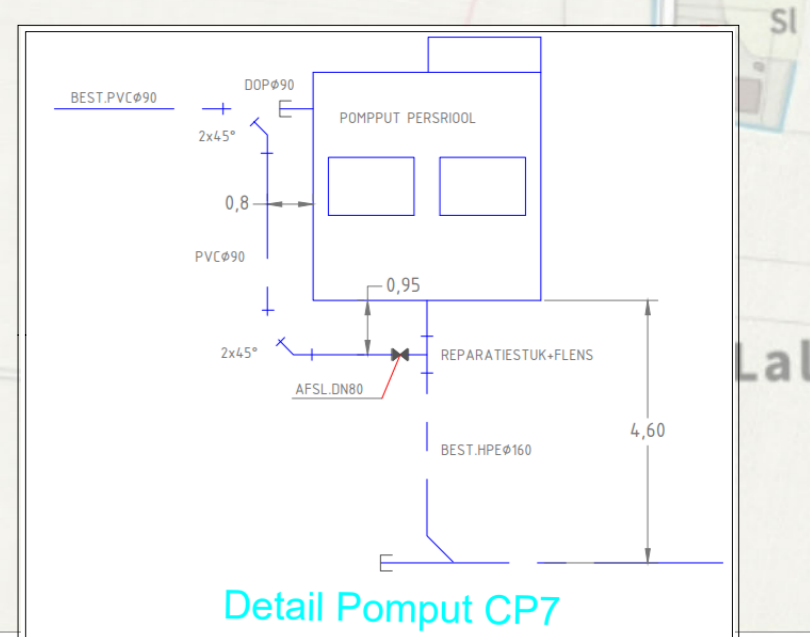 Sl
DOPØ90
BEST.PVCØ90
POMPPUT PERSRIOOL
2x45°
0,8
PVCØ90
0,95
2x45°
REPARATIESTUK+FLENS
Lal
AFSL.DN80
4,60
BEST.HPEØ160
Detail Pomput CP7